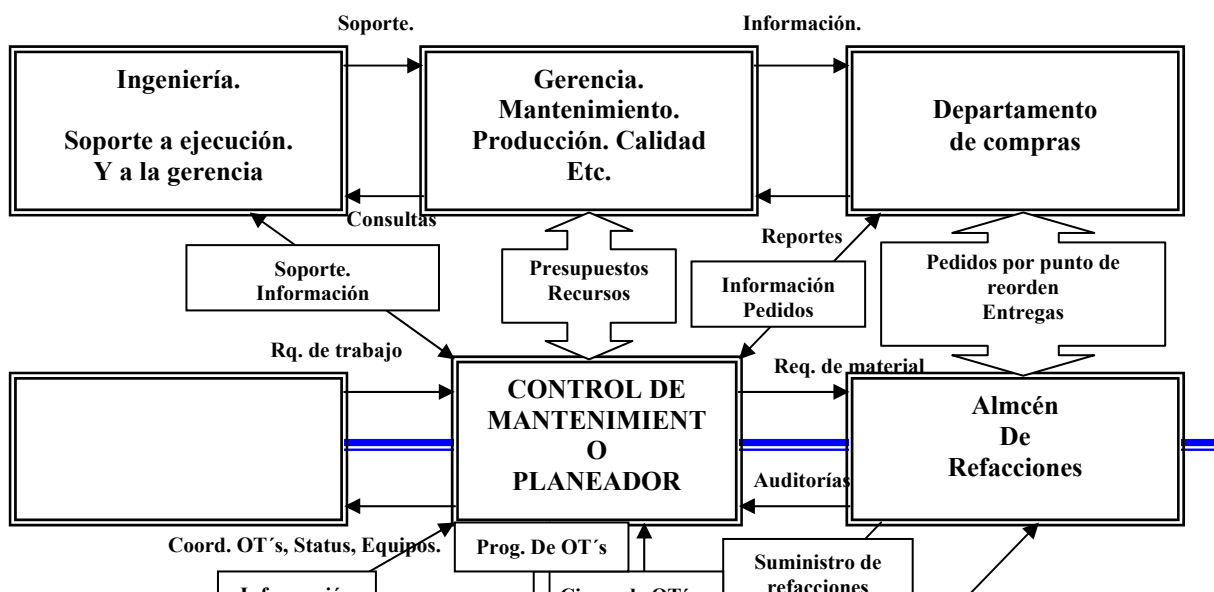 Soporte.
Información.
Ingeniería.
Soporte a ejecución.
Y a la gerencia
Gerencia.
Mantenimiento.
Producción. Calidad
Etc.
Departamento
de compras
Consultas
Reportes
Soporte.
Información
Presupuestos
Recursos
Información
Pedidos
Pedidos por punto de
reorden
Entregas
Rq. de trabajo
Req. de material
CONTROL DE
MANTENIMIENT
O
PLANEADOR
Almcén
De
Refacciones
Auditorías
Coord. OT´s, Status, Equipos.
Prog. De OT´s
Suministro de
refacciones
Información